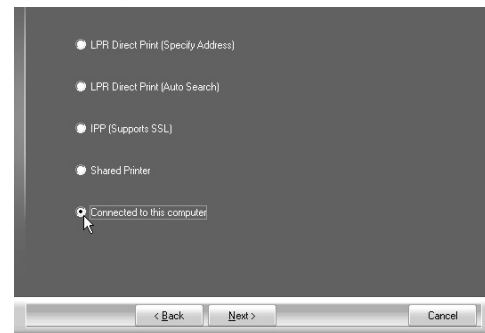 LPR Direct Print (Specify Address)
LPR Direct Print (Auto Search)
IPP (Supports SSL)
Shared Printer
Connected to this computer
< Back Next > Cancel